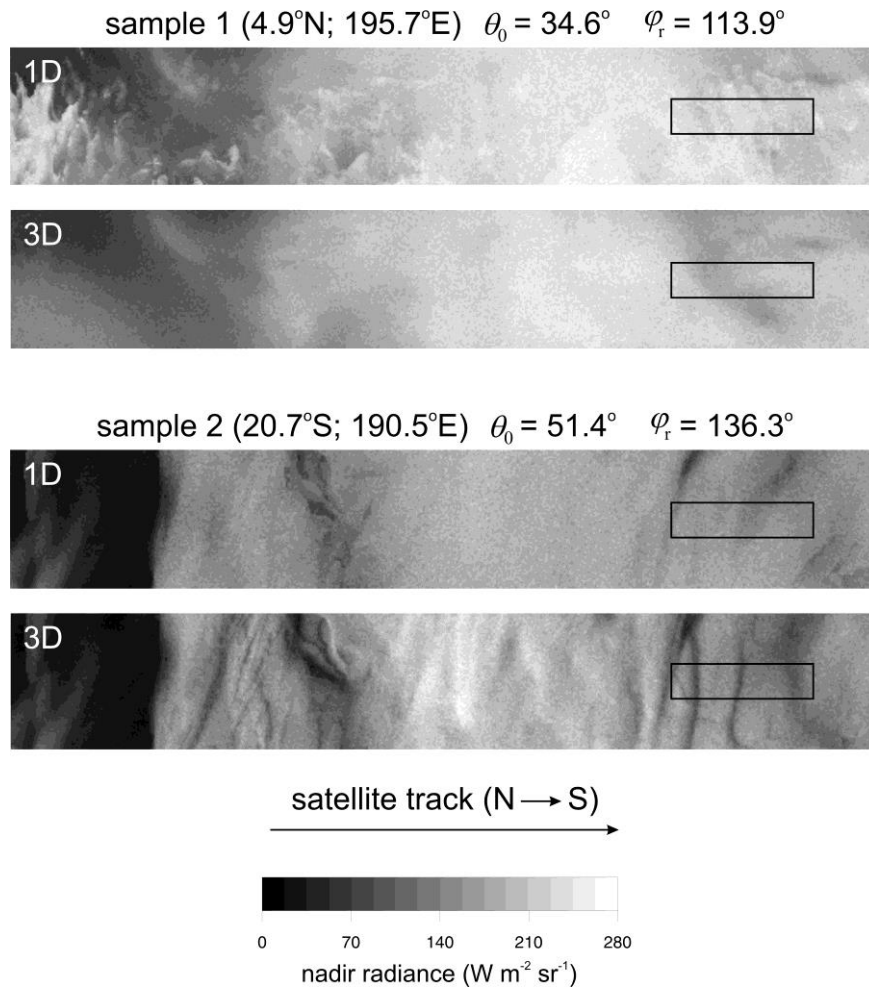 sample 1 (4.9°N; 195.7°E) θ₀ = 34.6° φᵣ = 113.9°
1D
3D
sample 2 (20.7°S; 190.5°E) θ₀ = 51.4° φᵣ = 136.3°
1D
3D
satellite track (N → S)
0 70 140 210 280
nadir radiance (W m⁻² sr⁻¹)